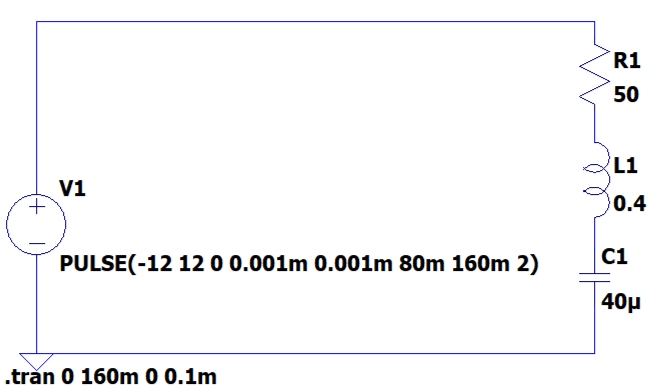 R1
50
L1
0.4
V1
PULSE(-12 12 0 0.001m 0.001m 80m 160m 2)
C1
40µ
.tran 0 160m 0 0.1m